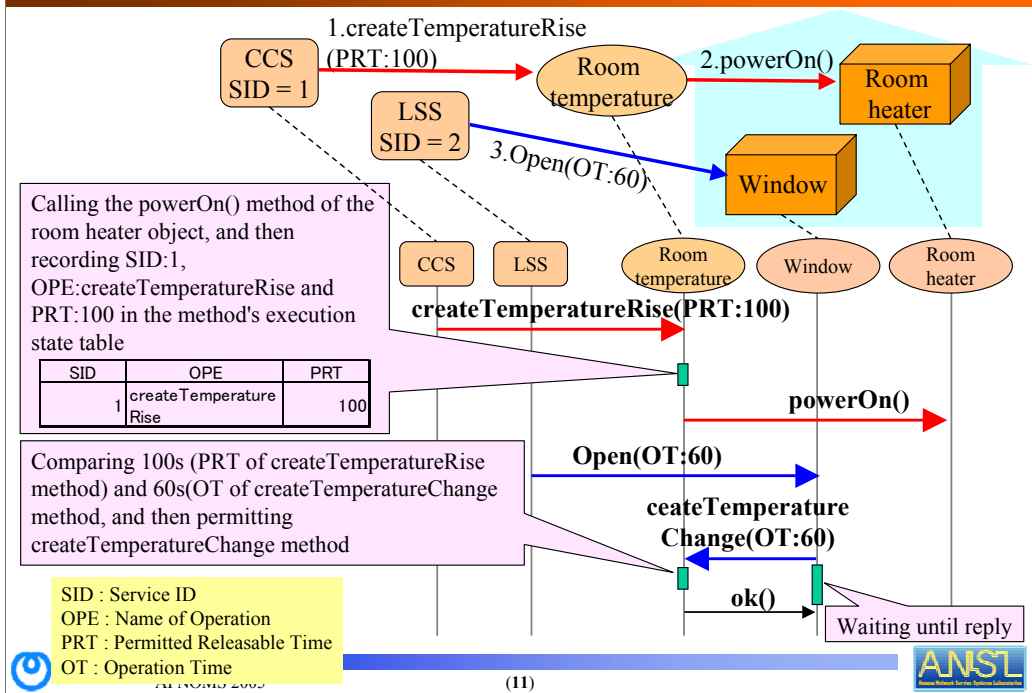 1.createTemperatureRise
(PRT:100)
CCS
SID = 1
Room
temperature
2.powerOn()
Room
heater
LSS
SID = 2
3.Open(OT:60)
Window
Calling the powerOn() method of the
room heater object, and then
recording SID:1,
OPE:createTemperatureRise and
PRT:100 in the method's execution
state table
SID OPE PRT
1 createTemperature
Rise 100
CCS
LSS
Room
temperature
Window
Room
heater
createTemperatureRise(PRT:100)
powerOn()
Comparing 100s (PRT of createTemperatureRise
method) and 60s(OT of createTemperatureChange
method, and then permitting
createTemperatureChange method
Open(OT:60)
ceateTemperature
Change(OT:60)
ok()
Waiting until reply
SID : Service ID
OPE : Name of Operation
PRT : Permitted Releasable Time
OT : Operation Time
(11)
ANSL